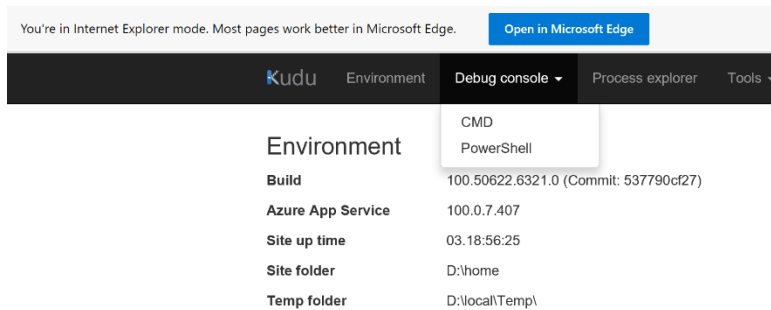 You're in Internet Explorer mode. Most pages work better in Microsoft Edge. Open in Microsoft Edge
Kudu Environment Debug console Process explorer Tools
CMD
PowerShell
Environment
Build 100.50622.6321.0 (Commit: 537790cf27)
Azure App Service 100.0.7.407
Site up time 03.18:56:25
Site folder D:\home
Temp folder D:\local\Temp\